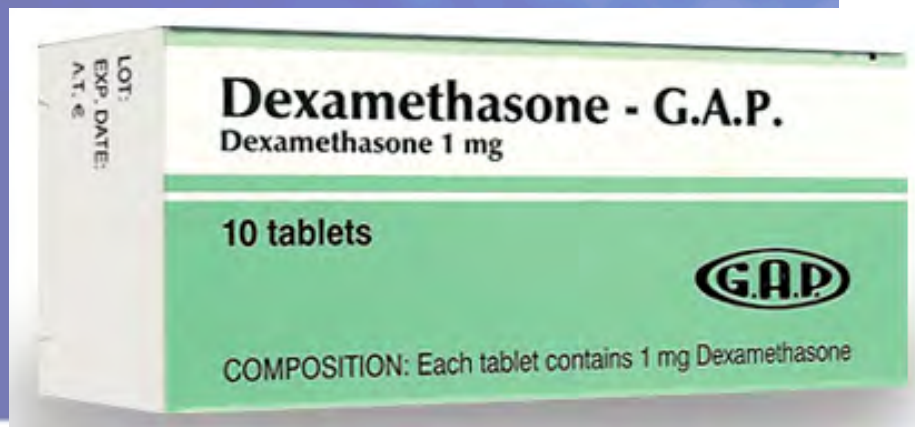 LOT:
EXP. DATE:
A.T. €
Dexamethasone - G.A.P.
Dexamethasone 1 mg
10 tablets
G.A.P.
COMPOSITION: Each tablet contains 1 mg Dexamethasone